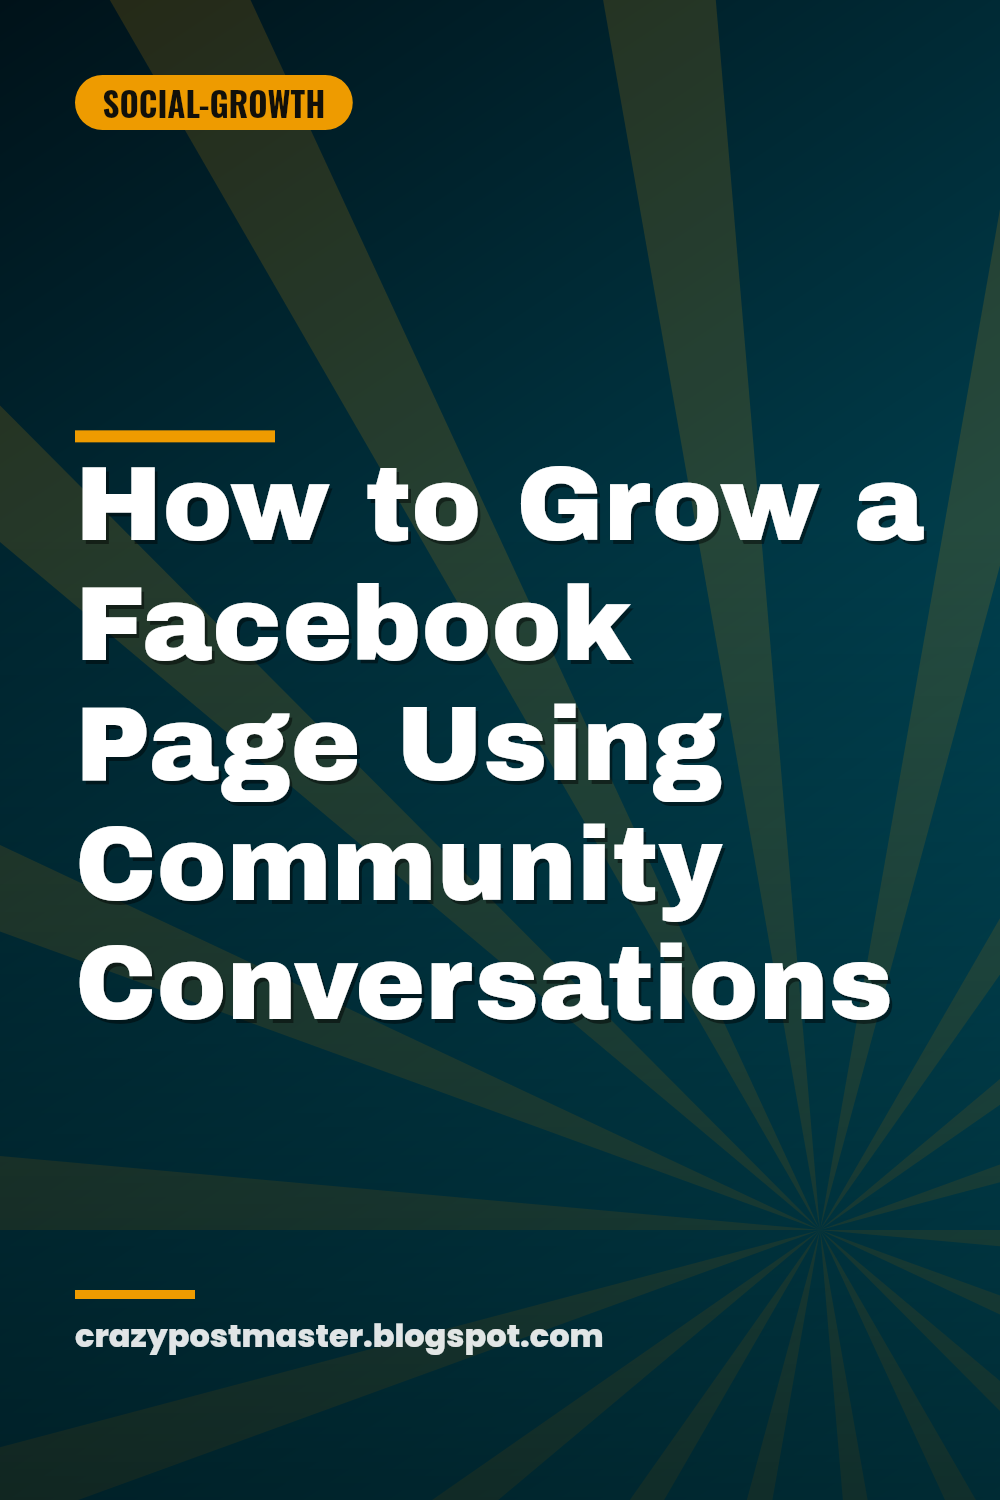 SOCIAL-GROWTH
How to Grow a
Facebook
Page Using
Community
Conversations
crazypostmaster.blogspot.com